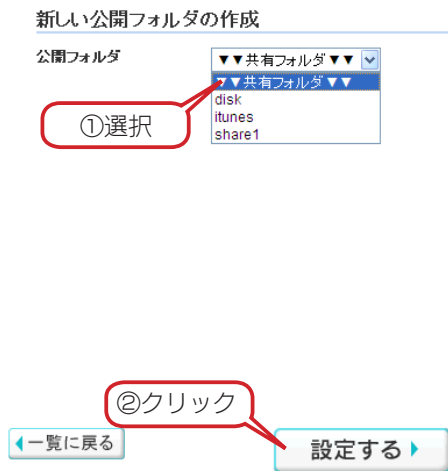 新しい公開フォルダの作成
公開フォルダ
▼▼共有フォルダ▼▼
▼▼共有フォルダ▼▼
disk
itunes
share1
①選択
②クリック
一覧に戻る
設定する